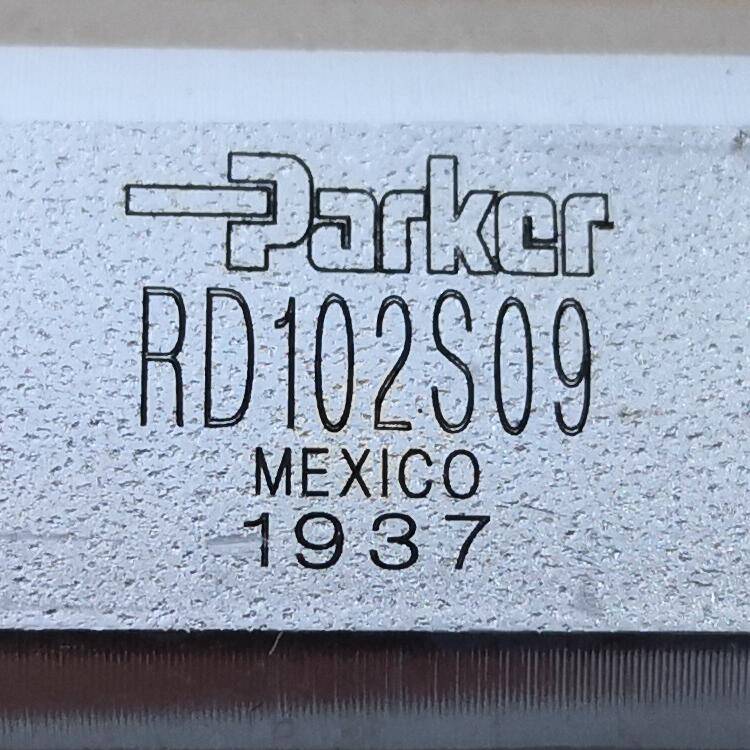 Parker
RD102S09
MEXICO
1937